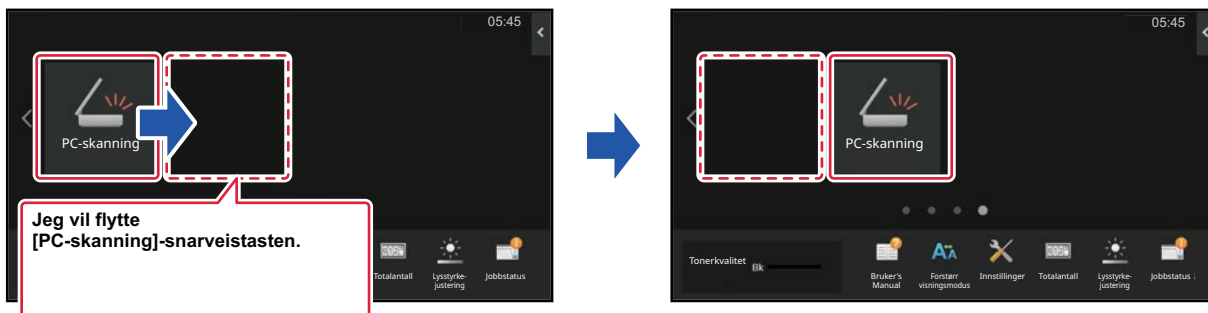 05:45
PC-skanning
Jeg vil flytte
[PC-skanning]-snarveistasten.
Totalantall
Lysstyrke-
justering
Jobbstatus
05:45
PC-skanning
Tonerkvalitet
Bk
Bruker's
Manual
Forstørr
visningsmodus
Innstillinger
Totalantall
Lysstyrke-
justering
Jobbstatus